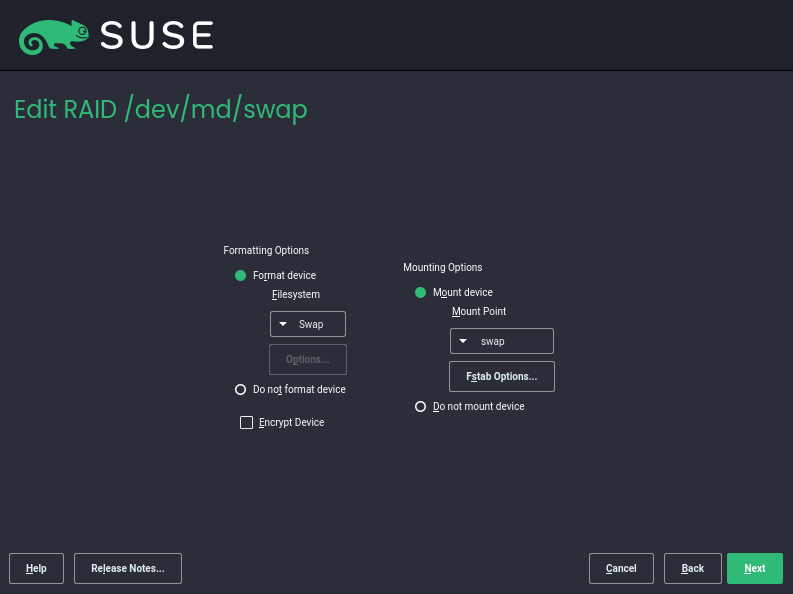 SUSE
Edit RAID /dev/md/swap
Formatting Options
Format device
Filesystem
Swap
Options...
Do not format device
Encrypt Device
Mounting Options
Mount device
Mount Point
swap
Fstab Options...
Do not mount device
Help
Release Notes...
Cancel
Back
Next